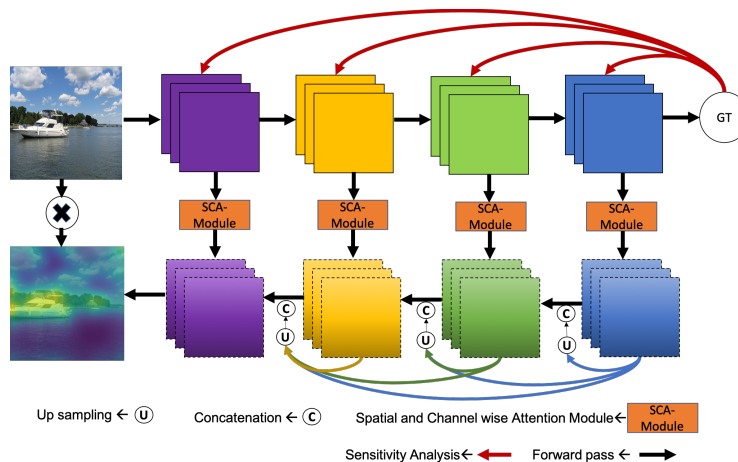 GT
SCA-
Module
SCA-
Module
SCA-
Module
SCA-
Module
C
C
C
U
U
U
Up sampling U
Concatenation C
Spatial and Channel wise Attention Module
SCA-
Module
Sensitivity Analysis
Forward pass